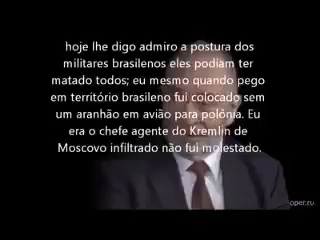 hoje lhe digo admiro a postura dos
militares brasilenos eles podiam ter
matado todos; eu mesmo quando pego
em território brasileno fui colocado sem
um aranhão em avião para polônia. Eu
era o chefe agente do Kremlin de
Moscovo infiltrado não fui molestado.
oper.ru